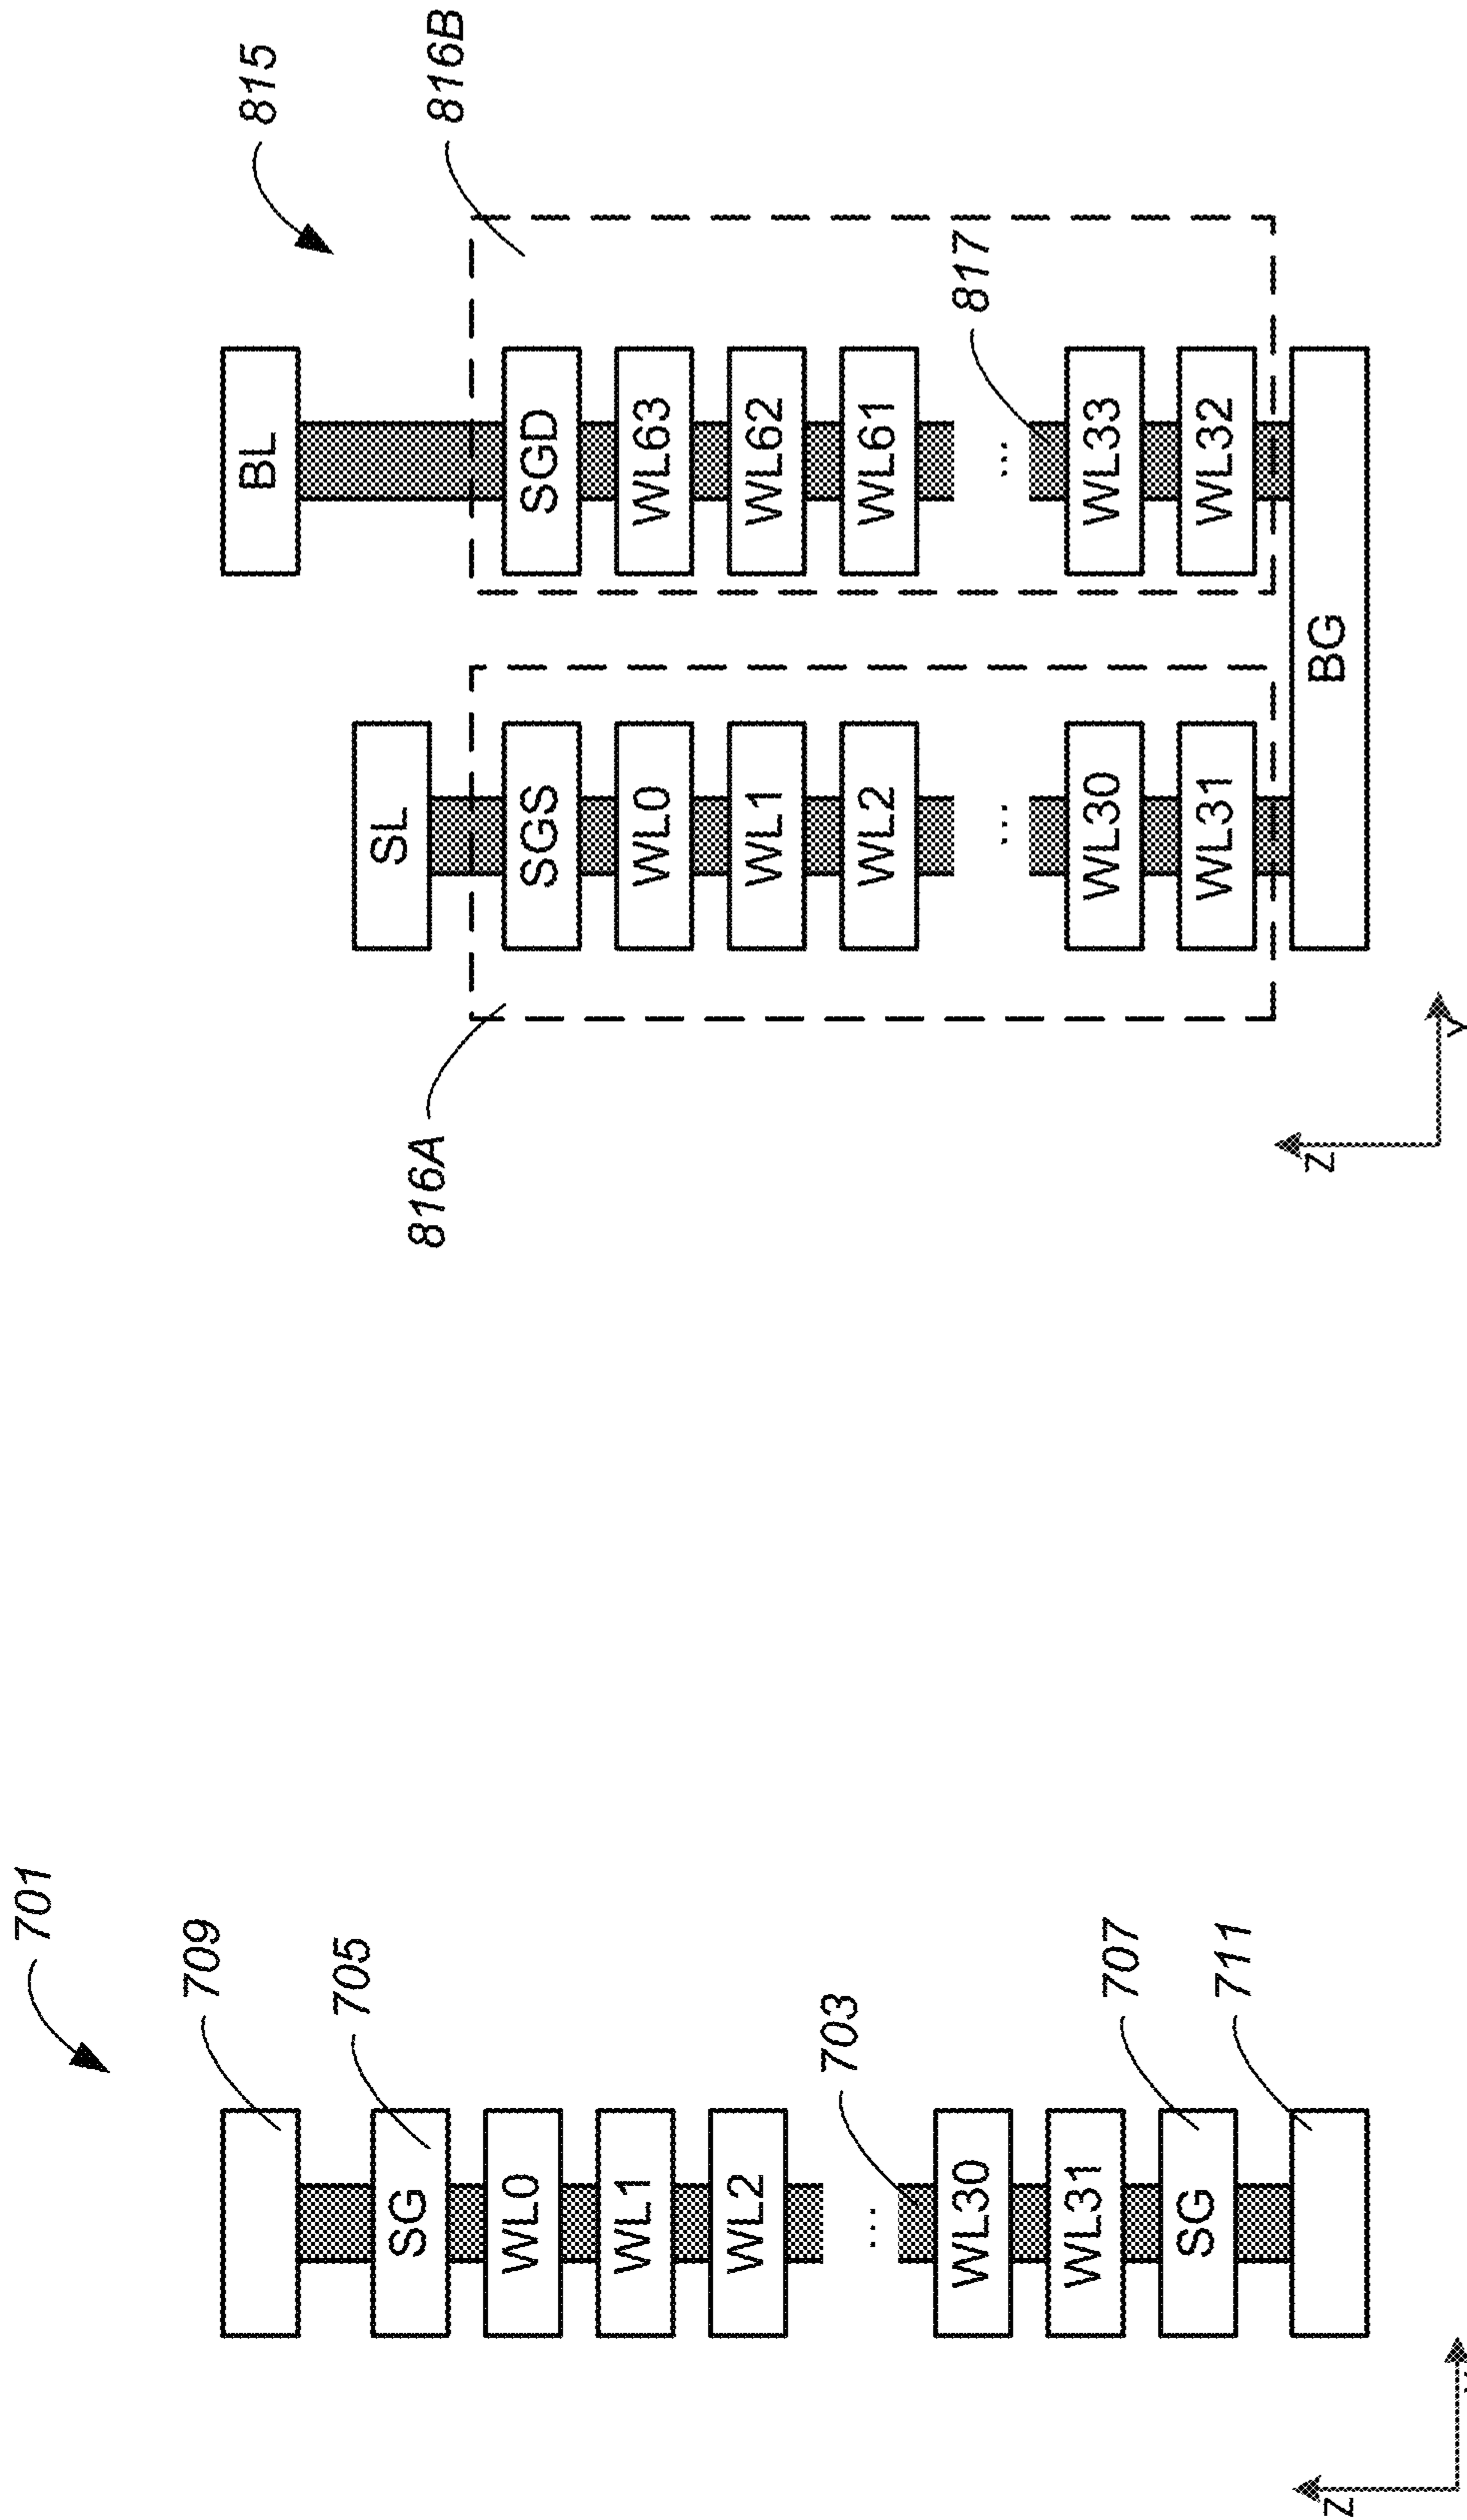 701
709
705
SG
WL0
WL1
WL2
703
...
WL30
WL31
707
SG
711
Z
815
BL
816B
SL
816A
SGS
SGD
WL0
WL63
WL1
WL62
WL2
WL61
817
...
...
WL30
WL33
WL31
WL32
BG
Z
Y